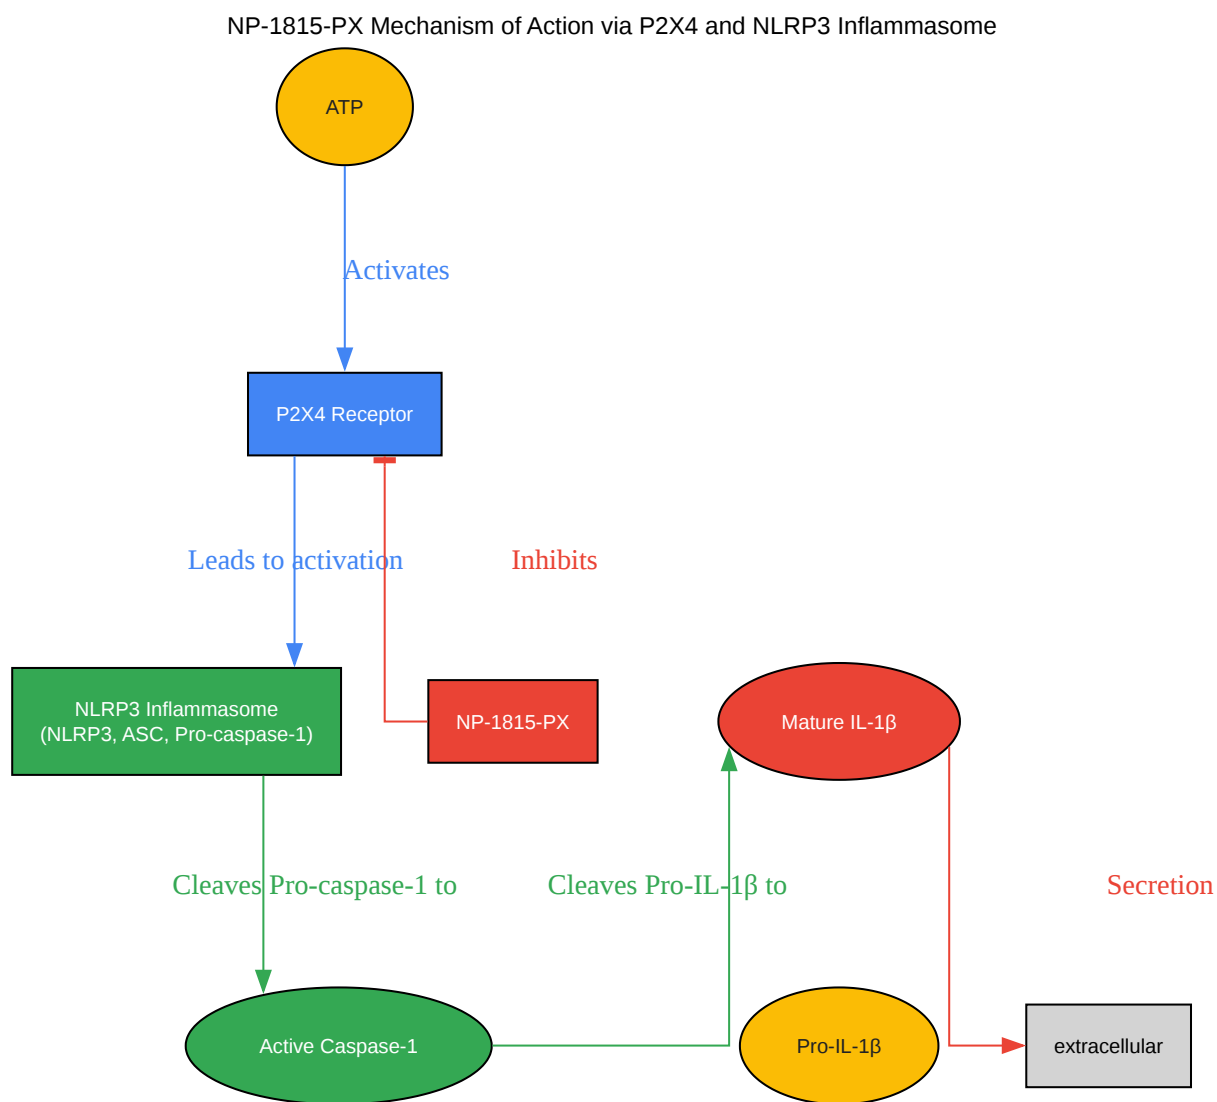 NP-1815-PX Mechanism of Action via P2X4 and NLRP3 Inflammasome
ATP
Activates
P2X4 Receptor
Leads to activation
Inhibits
NLRP3 Inflammasome
(NLRP3, ASC, Pro-caspase-1)
NP-1815-PX
Mature IL-1β
Cleaves Pro-caspase-1 to
Cleaves Pro-IL-1β to
Secretion
Active Caspase-1
Pro-IL-1β
extracellular